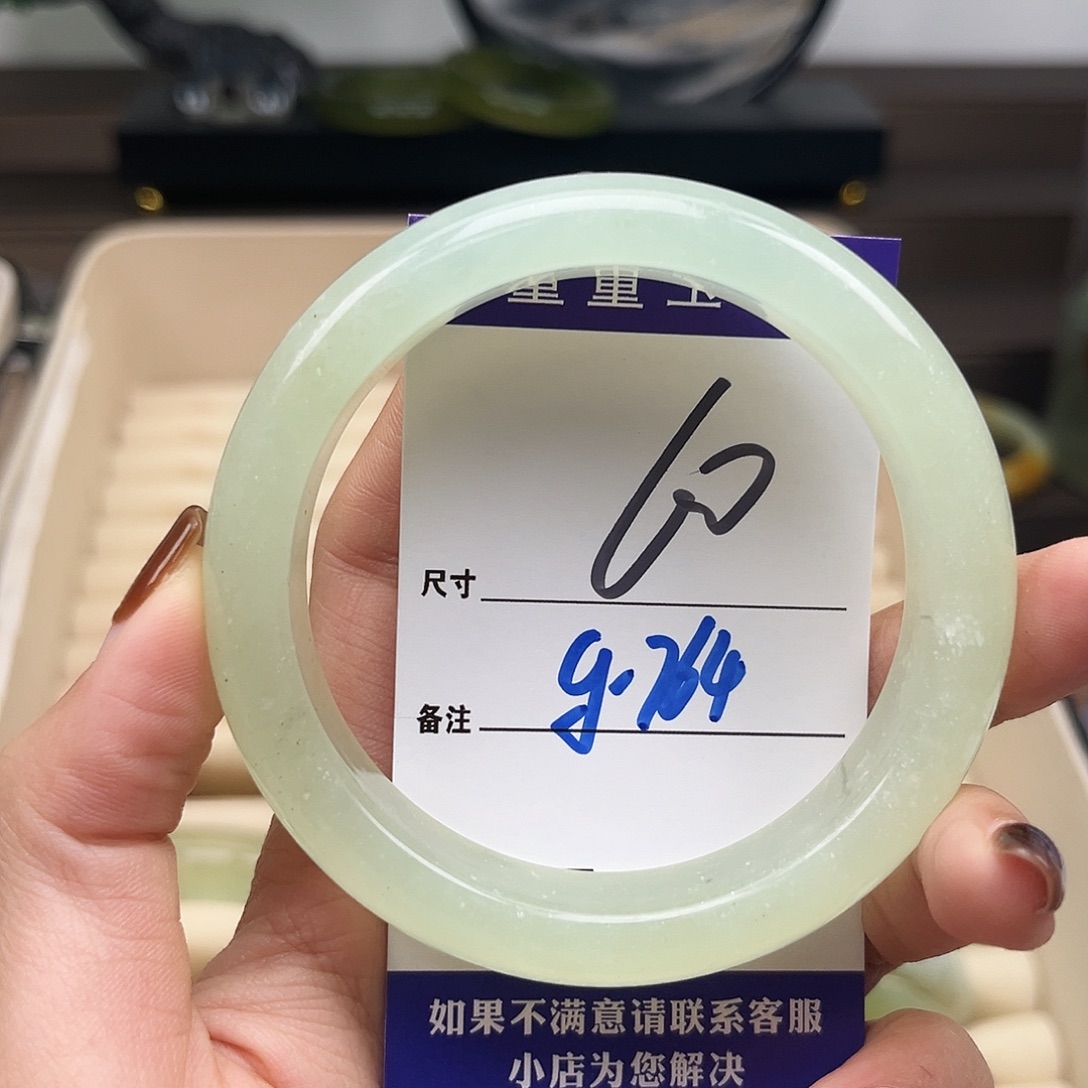 尺寸
g.764
备注
如果不满意请联系客服
小店为您解决